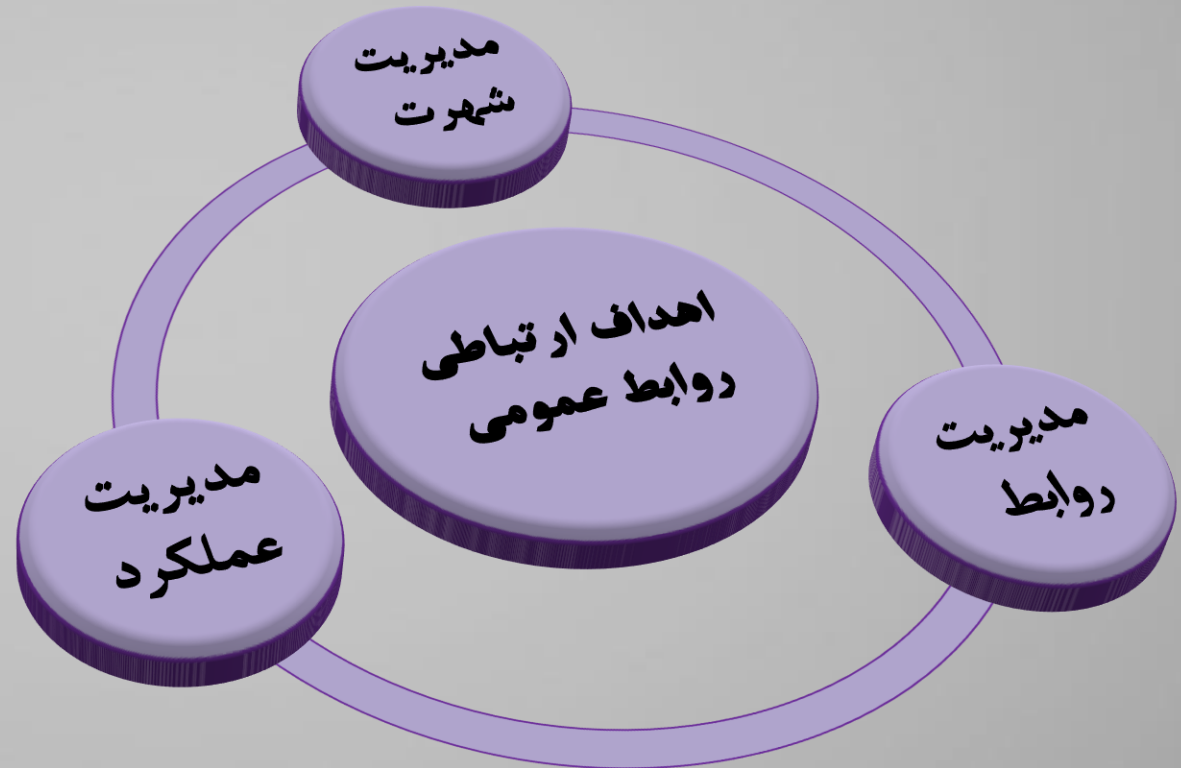 مدیریت
شهرت
اهداف ارتباطی
روابط عمومی
مدیریت
روابط
مدیریت
عملکرد